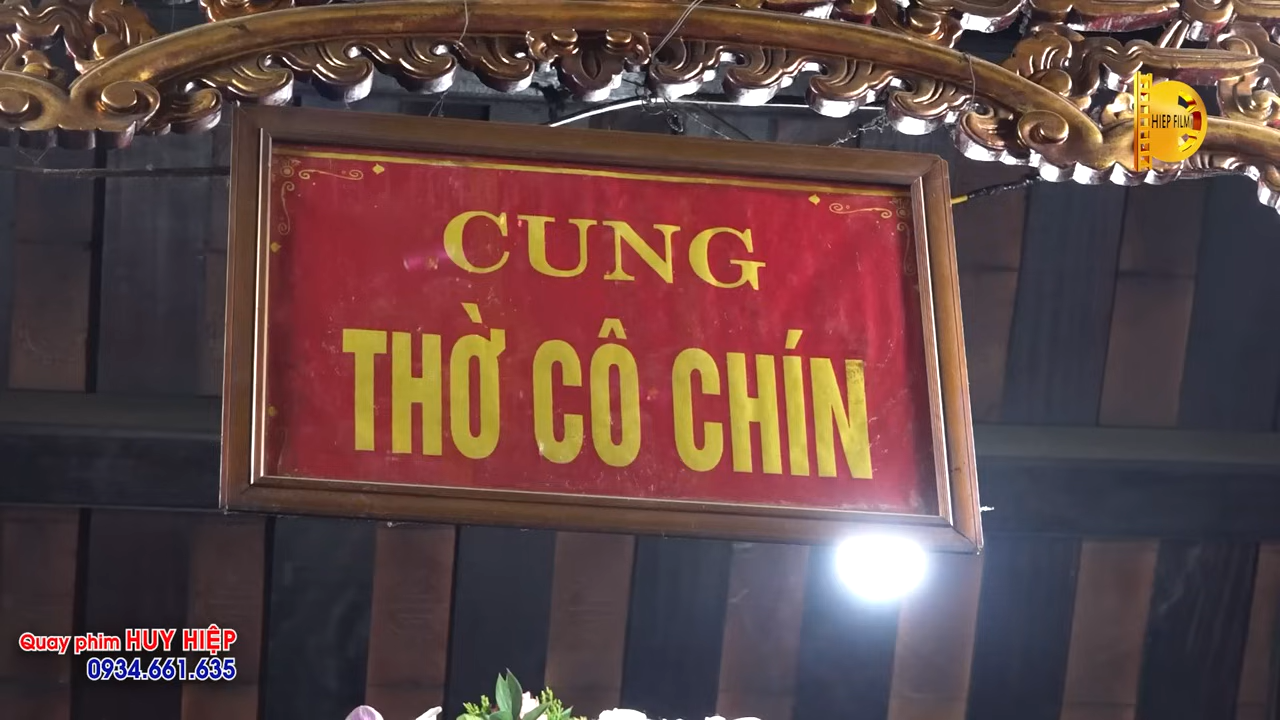 HIEP FILM
CUNG
THỜ CÔ CHÍN
Quay phim HUY HIỆP
0934.661.635